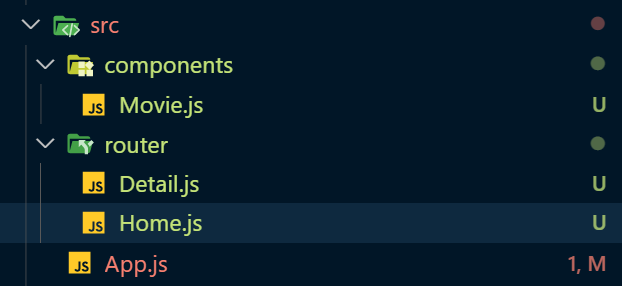 src
components
JS Movie.js U
router
JS Detail.js U
JS Home.js U
JS App.js 1, M